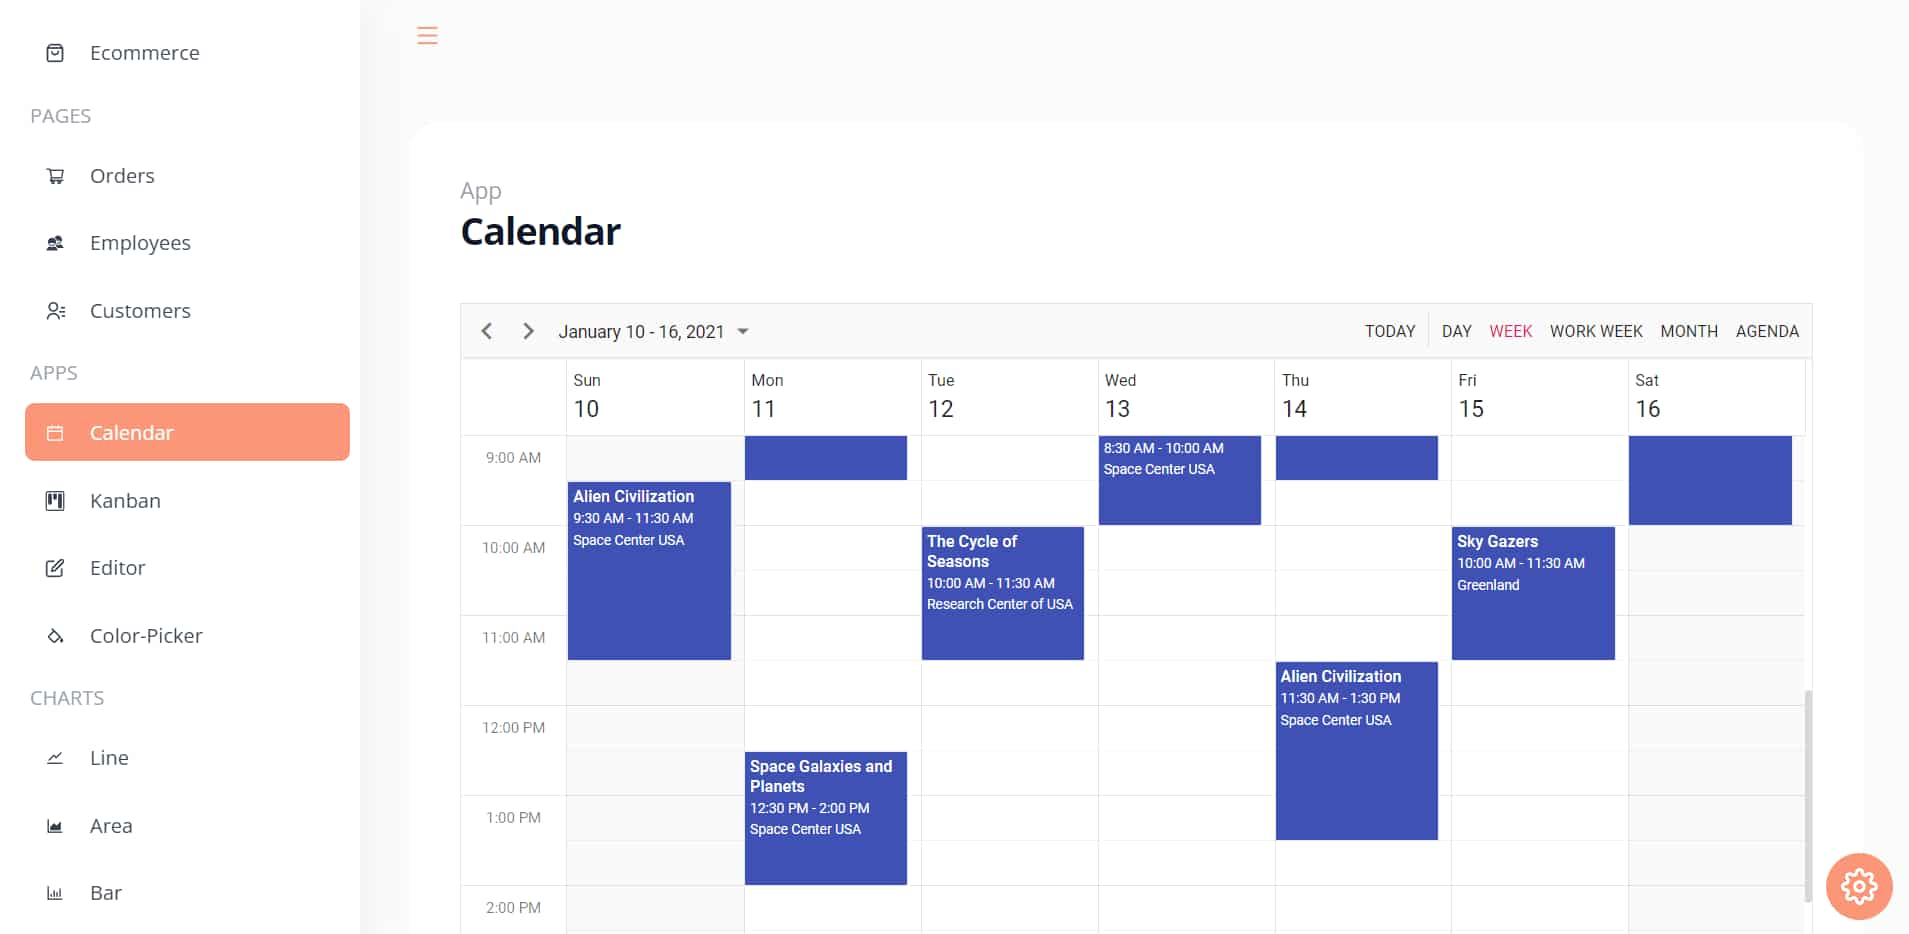 Ecommerce
PAGES
Orders
Employees
Customers
APPS
Calendar
Kanban
Editor
Color-Picker
CHARTS
Line
Area
Bar
App
Calendar
January 10 - 16, 2021
TODAY DAY WEEK WORK WEEK MONTH AGENDA
Sun Mon Tue Wed Thu Fri Sat
10 11 12 13 14 15 16
9:00 AM
10:00 AM
11:00 AM
12:00 PM
1:00 PM
2:00 PM
Alien Civilization
9:30 AM - 11:30 AM
Space Center USA
Space Galaxies and
Planets
12:30 PM - 2:00 PM
Space Center USA
The Cycle of
Seasons
10:00 AM - 11:30 AM
Research Center of USA
8:30 AM - 10:00 AM
Space Center USA
Alien Civilization
11:30 AM - 1:30 PM
Space Center USA
Sky Gazers
10:00 AM - 11:30 AM
Greenland